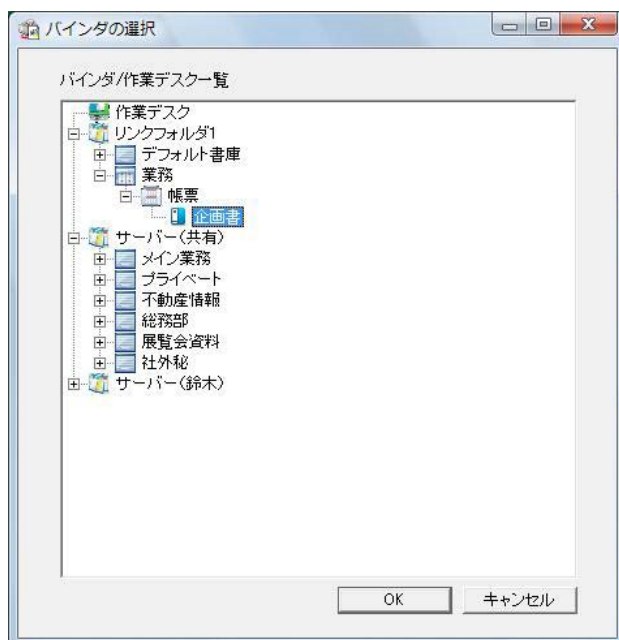 バインダの選択
バインダ/作業デスク一覧
作業デスク
リンクフォルダ1
デフォルト書庫
業務
帳票
企画書
サーバー(共有)
メイン業務
プライベート
不動産情報
総務部
展覧会資料
社外秘
サーバー(鈴木)
OK
キャンセル